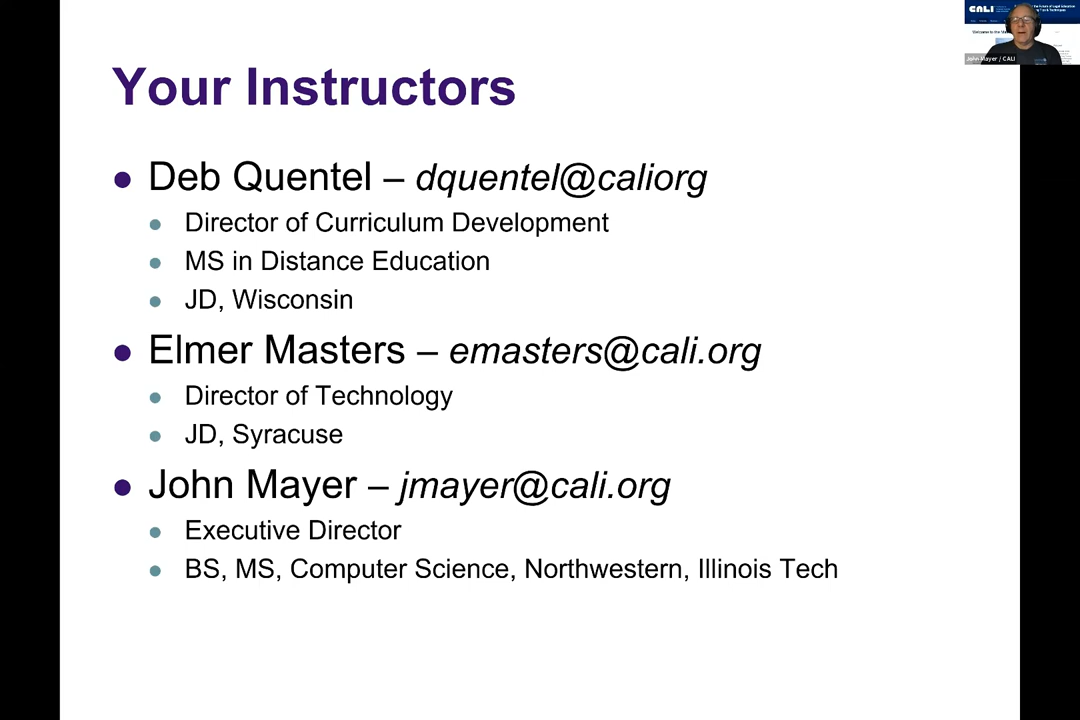 Your Instructors
Deb Quentel – dquentel@caliorg
Director of Curriculum Development
MS in Distance Education
JD, Wisconsin
Elmer Masters – emasters@cali.org
Director of Technology
JD, Syracuse
John Mayer – jmayer@cali.org
Executive Director
BS, MS, Computer Science, Northwestern, Illinois Tech
CALI
John Mayer / CALI